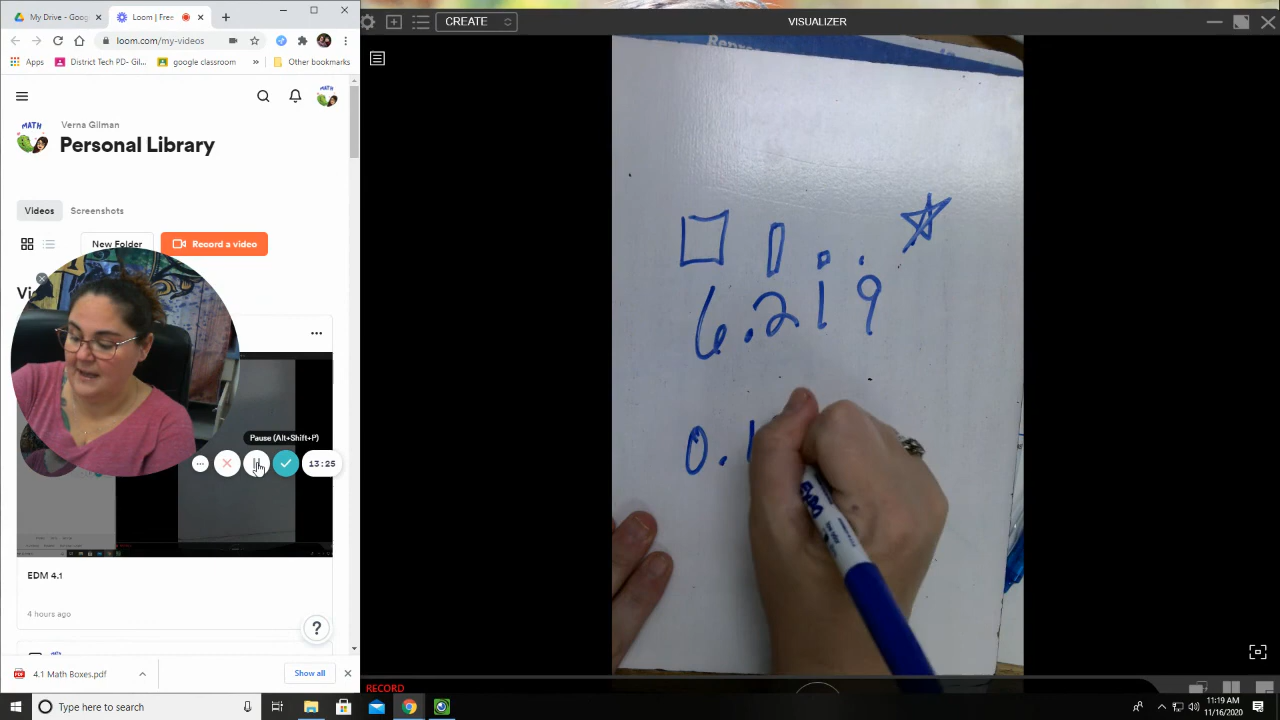 My Drive - Goog
Loom | Free
loom.com/my-videos
Apps
District Tech PD- Gil...
google classroom
»
Other bookmarks
MATH
Verna Gilman
Personal Library
Videos
Screenshots
New Folder
Record a video
Pause (Alt+Shift+P)
13:25
EDM 4.1
4 hours ago
?
4.1 Math Boxes.pdf
Show all
Type here to search
CREATE
VISUALIZER
6.219
0.1
EXPO
RECORD
11:19 AM
11/16/2020